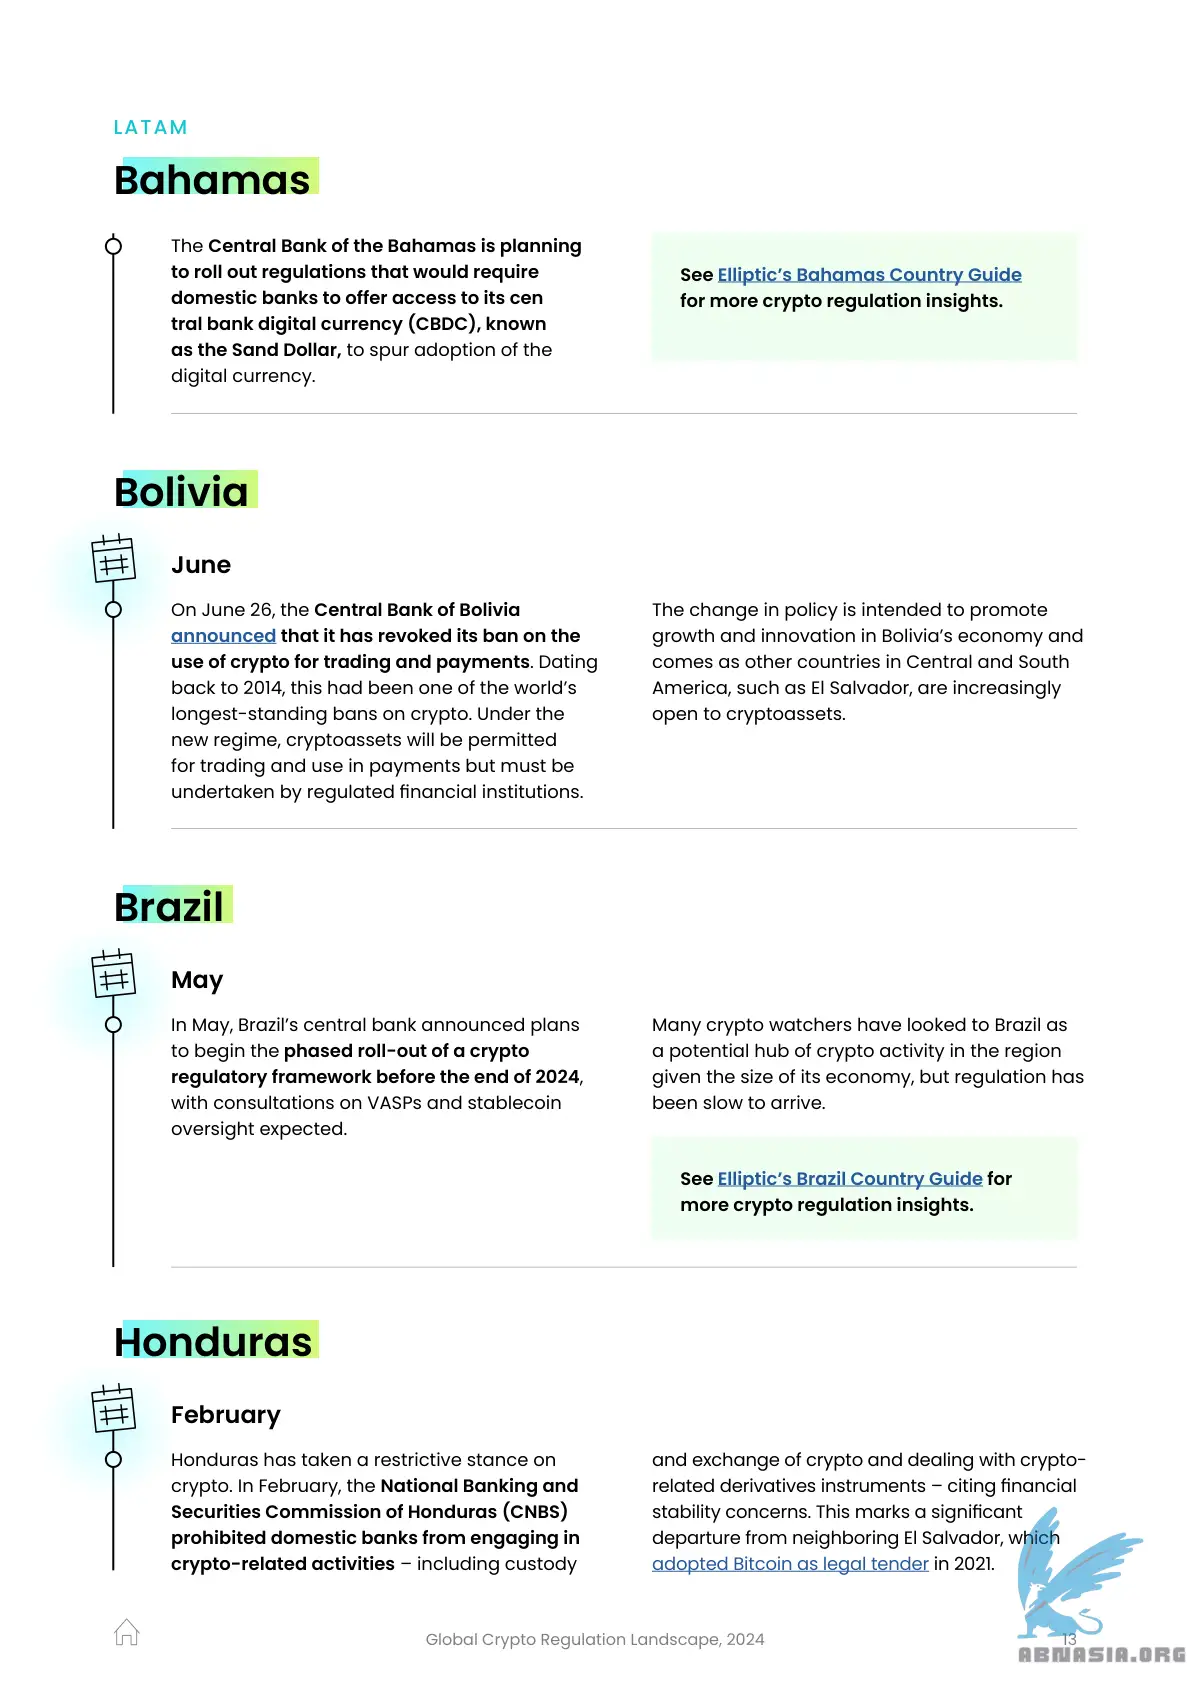 LATAM
Bahamas
The Central Bank of the Bahamas is planning
to roll out regulations that would require
domestic banks to offer access to its cen
tral bank digital currency (CBDC), known
as the Sand Dollar, to spur adoption of the
digital currency.
See Elliptic’s Bahamas Country Guide
for more crypto regulation insights.
Bolivia
June
On June 26, the Central Bank of Bolivia
announced that it has revoked its ban on the
use of crypto for trading and payments. Dating
back to 2014, this had been one of the world’s
longest-standing bans on crypto. Under the
new regime, cryptoassets will be permitted
for trading and use in payments but must be
undertaken by regulated financial institutions.
The change in policy is intended to promote
growth and innovation in Bolivia’s economy and
comes as other countries in Central and South
America, such as El Salvador, are increasingly
open to cryptoassets.
Brazil
May
In May, Brazil’s central bank announced plans
to begin the phased roll-out of a crypto
regulatory framework before the end of 2024,
with consultations on VASPs and stablecoin
oversight expected.
Many crypto watchers have looked to Brazil as
a potential hub of crypto activity in the region
given the size of its economy, but regulation has
been slow to arrive.
See Elliptic’s Brazil Country Guide for
more crypto regulation insights.
Honduras
February
Honduras has taken a restrictive stance on
crypto. In February, the National Banking and
Securities Commission of Honduras (CNBS)
prohibited domestic banks from engaging in
crypto-related activities – including custody
and exchange of crypto and dealing with crypto-
related derivatives instruments – citing financial
stability concerns. This marks a significant
departure from neighboring El Salvador, which
adopted Bitcoin as legal tender in 2021.
Global Crypto Regulation Landscape, 2024
13
ABNASIA.ORG